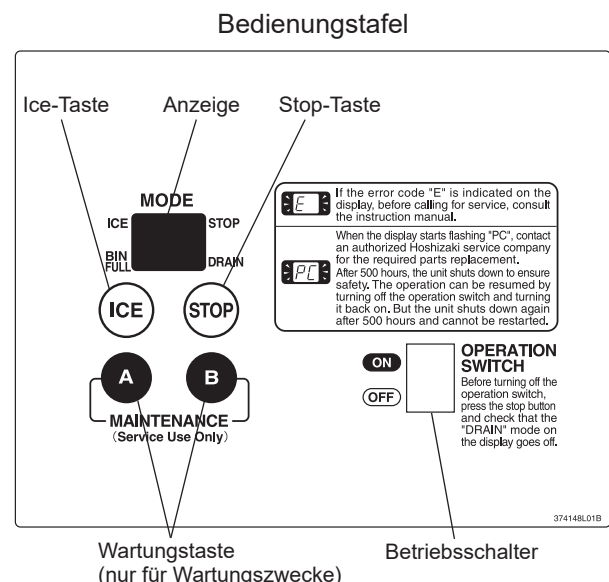 Bedienungstafel
Ice-Taste
Anzeige
Stop-Taste
MODE
ICE
STOP
BIN
FULL
DRAIN
ICE
STOP
A
B
MAINTENANCE
(Service Use Only)
E
If the error code "E" is indicated on the
display, before calling for service, consult
the instruction manual.
PC
When the display starts flashing "PC", contact
an authorized Hoshizaki service company
for the required parts replacement.
After 500 hours, the unit shuts down to ensure
safety. The operation can be resumed by
turning off the operation switch and turning
it back on. But the unit shuts down again
after 500 hours and cannot be restarted.
ON
OFF
OPERATION
SWITCH
Before turning off the
operation switch,
press the stop button
and check that the
"DRAIN" mode on
the display goes off.
374148L01B
Wartungstaste
(nur für Wartungszwecke)
Betriebsschalter